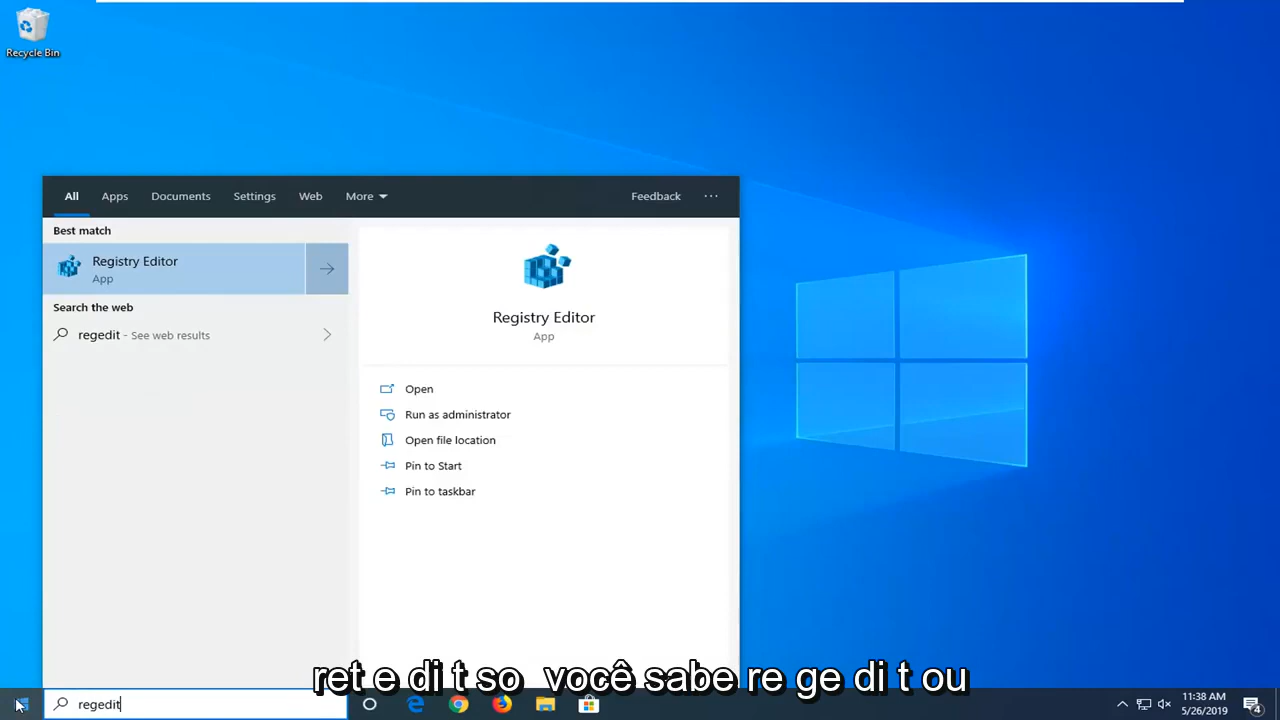 Recycle Bin
All Apps Documents Settings Web More Feedback ...
Best match
Registry Editor
App
Search the web
regedit - See web results
Registry Editor
App
Open
Run as administrator
Open file location
Pin to Start
Pin to taskbar
ret e di t so você sabe re ge di t ou
regedit
11:38 AM
5/26/2019
4